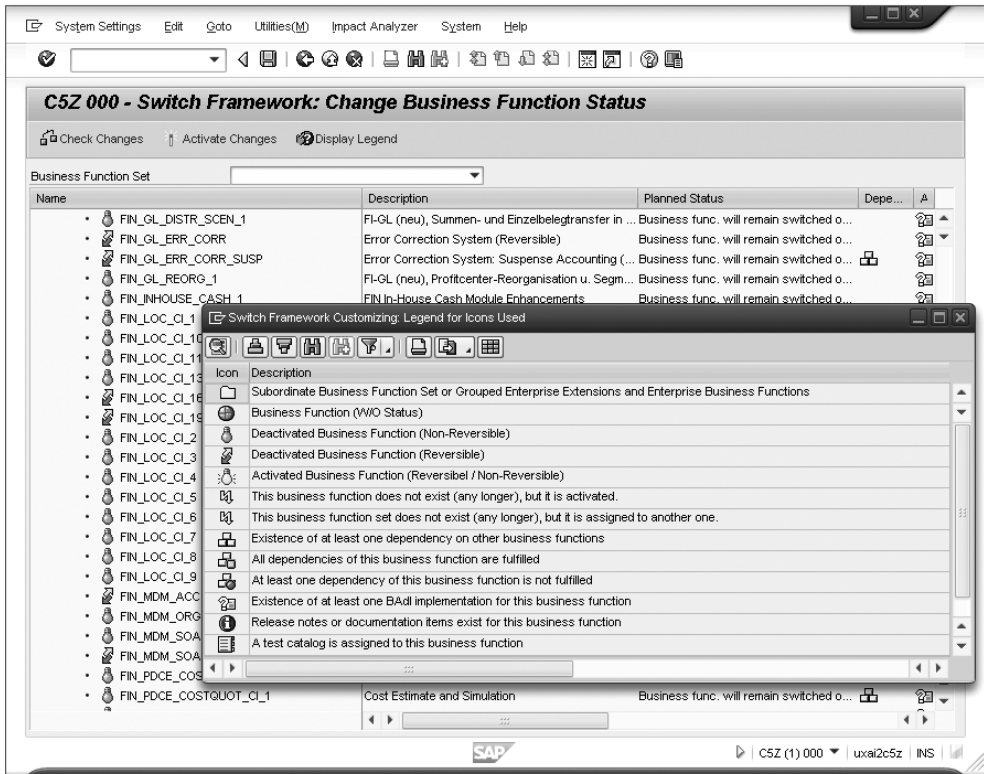 System Settings Edit Goto Utilities(M) Impact Analyzer System Help
C5Z 000 - Switch Framework: Change Business Function Status
Check Changes Activate Changes Display Legend
Business Function Set
Name Description Planned Status Depe... A
FIN_GL_DISTR_SCEN_1 FI-GL (neu), Summen- und Einzelbelegtransfer in ... Business func. will remain switched o...
FIN_GL_ERR_CORR Error Correction System (Reversible) Business func. will remain switched o...
FIN_GL_ERR_CORR_SUSP Error Correction System: Suspense Accounting (... Business func. will remain switched o...
FIN_GL_REORG_1 FI-GL (neu), Profitcenter-Reorganisation u. Segm... Business func. will remain switched o...
FIN_INHOUSE_CASH_1 FIN In-House Cash Module Enhancements Business func. will remain switched o...
FIN_LOC_CI_1
FIN_LOC_CI_10
FIN_LOC_CI_11
FIN_LOC_CI_13
FIN_LOC_CI_16
FIN_LOC_CI_19
FIN_LOC_CI_2
FIN_LOC_CI_3
FIN_LOC_CI_4
FIN_LOC_CI_5
FIN_LOC_CI_6
FIN_LOC_CI_7
FIN_LOC_CI_8
FIN_LOC_CI_9
FIN_MDM_ACC
FIN_MDM_ORG
FIN_MDM_SOA
FIN_MDM_SOA
FIN_PDCE_COS
FIN_PDCE_COSTQUOT_CI_1 Cost Estimate and Simulation Business func. will remain switched o...
Switch Framework Customizing: Legend for Icons Used
Icon Description
Subordinate Business Function Set or Grouped Enterprise Extensions and Enterprise Business Functions
Business Function (W/O Status)
Deactivated Business Function (Non-Reversible)
Deactivated Business Function (Reversible)
Activated Business Function (Reversibel / Non-Reversible)
This business function does not exist (any longer), but it is activated.
This business function set does not exist (any longer), but it is assigned to another one.
Existence of at least one dependency on other business functions
All dependencies of this business function are fulfilled
At least one dependency of this business function is not fulfilled
Existence of at least one BAdI implementation for this business function
Release notes or documentation items exist for this business function
A test catalog is assigned to this business function
SAP
C5Z (1) 000 uxai2c5z INS